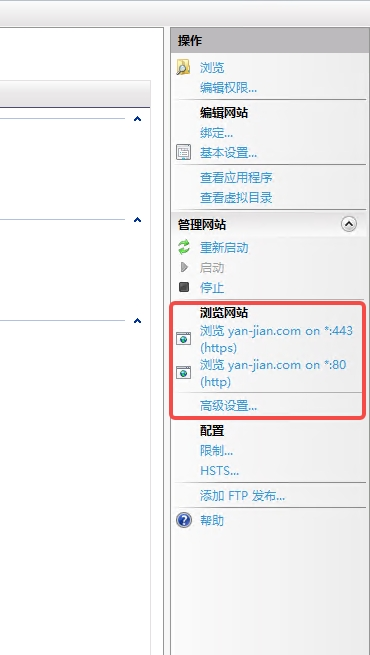 操作
浏览
编辑权限...
编辑网站
绑定...
基本设置...
查看应用程序
查看虚拟目录
管理网站
重新启动
启动
停止
浏览网站
浏览 yan-jian.com on *:443
(https)
浏览 yan-jian.com on *:80
(http)
高级设置...
配置
限制...
HSTS...
添加 FTP 发布...
帮助